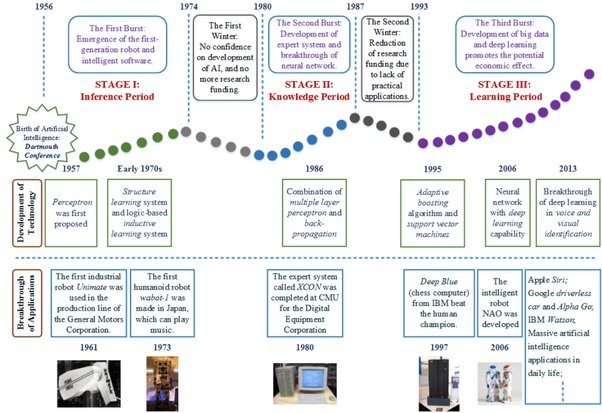 1956
1974
1980
1987
1993
The First Burst:
Emergence of the first-
generation robot and
intelligent software.
The First
Winter:
No confidence
on development
of AI, and no
more research
funding.
The Second Burst:
Development of
expert system and
breakthrough of
neural network.
The Second
Winter:
Reduction of
research
funding due to
lack of
practical
applications.
The Third Burst:
Development of big data
and deep learning
promotes the potential
economic effect.
STAGE I:
Inference Period
STAGE II:
Knowledge Period
STAGE III:
Learning Period
Birth of Artificial
Intelligence:
Dartmouth
Conference
1957
Early 1970s
1986
1995
2006
2013
Development of
Technology
Perceptron
was first
proposed
Structure
learning system
and logic-based
inductive
learning system
Combination of
multiple layer
perceptron and
back-
propagation
Adaptive
boosting
algorithm and
support vector
machines
Neural
network
with deep
learning
capability
Breakthrough
of deep learning
in voice and
visual
identification
Breakthrough
of Applications
The first industrial
robot Unimate was
used in the
production line of
the General Motors
Corporation.
The first
humanoid robot
wabot-1 was
made in Japan,
which can play
music.
The expert system
called XCON was
completed at CMU
for the Digital
Equipment
Corporation
Deep Blue
(chess computer)
from IBM beat
the human
champion.
The
intelligent
robot
NAO was
developed
Apple Siri;
Google driverless
car and Alpha Go;
IBM Watson;
Massive artificial
intelligence
applications in
daily life;
1961
1973
1980
1997
2006